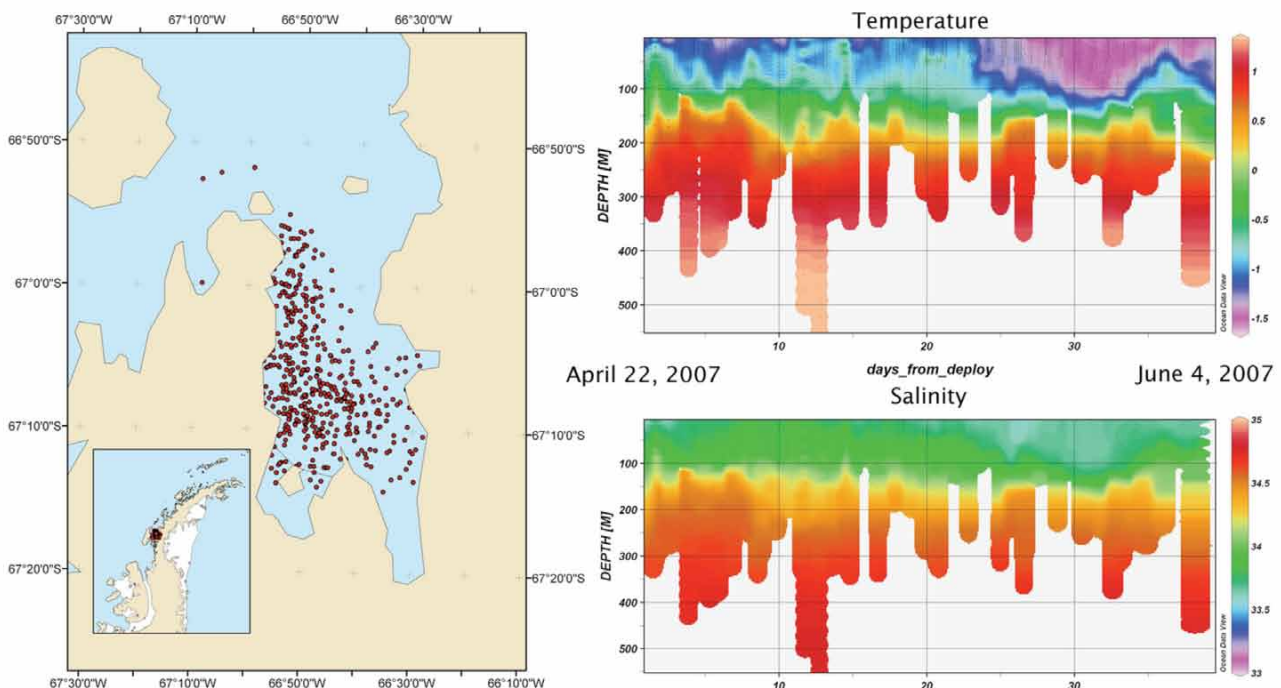 67°30'0"W 67°10'0"W 66°50'0"W 66°30'0"W
66°50'0"S
67°0'0"S
67°10'0"S
67°20'0"S
66°50'0"S
67°0'0"S
67°10'0"S
67°20'0"S
67°30'0"W 67°10'0"W 66°50'0"W 66°30'0"W 66°10'0"W
Temperature
DEPTH [M]
100
200
300
400
500
10 20 30
1
0.5
0
-0.5
-1
-1.5
Ocean Data View
April 22, 2007 days_from_deploy June 4, 2007
Salinity
DEPTH [M]
100
200
300
400
500
10 20 30
35
34.5
34
33.5
33
Ocean Data View